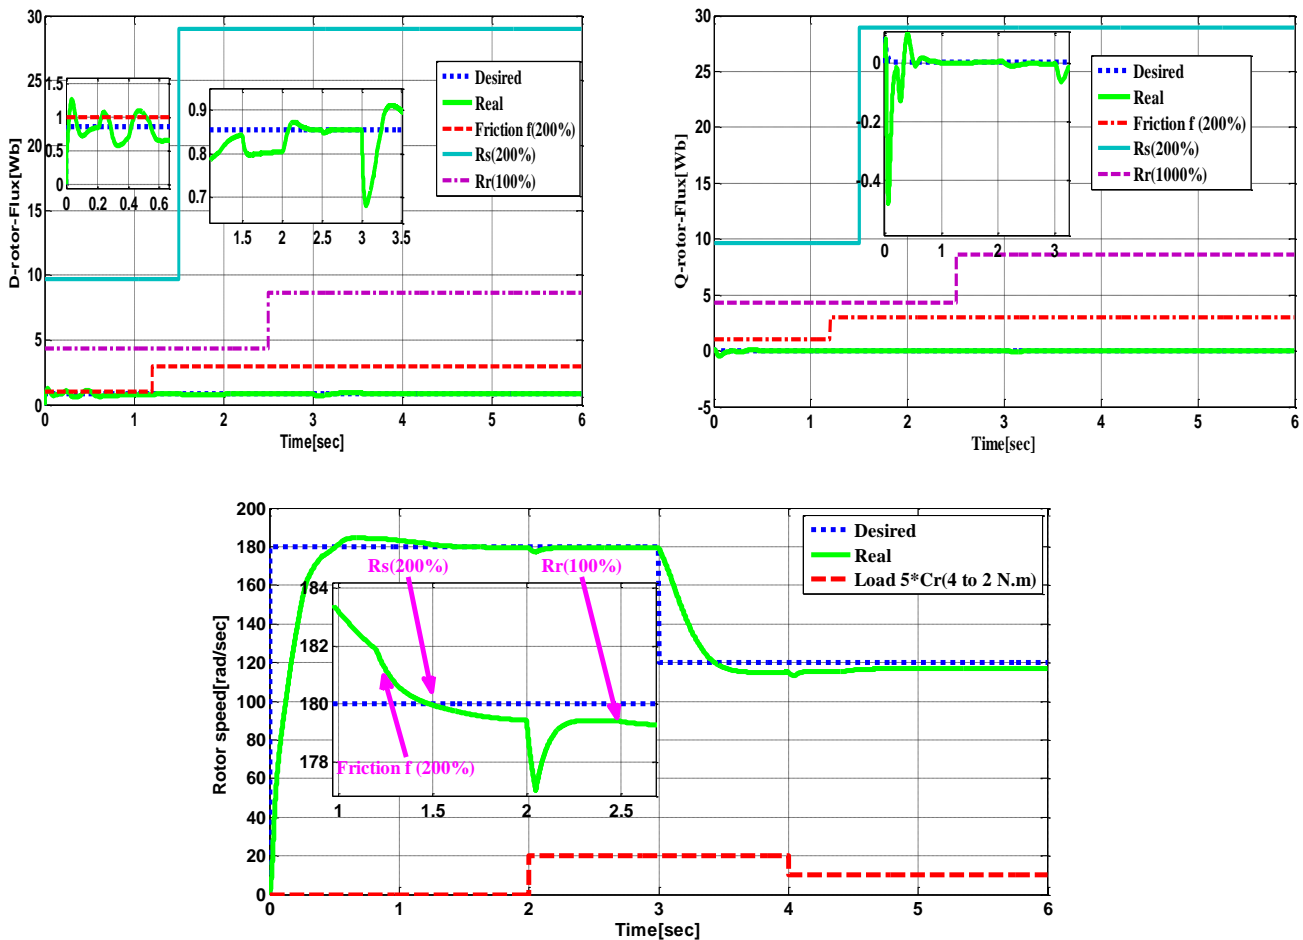 30
25
20
15
10
5
0
D-rotor-Flux[Wb]
0 1 2 3 4 5 6
Time[sec]
Desired
Real
Friction f(200%)
Rs(200%)
Rr(100%)
1.5
1
0.5
0
0 0.2 0.4 0.6
0.9
0.8
0.7
1.5 2 2.5 3 3.5
30
25
20
15
10
5
0
-5
Q-rotor-Flux[Wb]
0 1 2 3 4 5 6
Time[sec]
Desired
Real
Friction f (200%)
Rs(200%)
Rr(1000%)
0
-0.2
-0.4
0 1 2 3
200
180
160
140
120
100
80
60
40
20
0
Rotor speed[rad/sec]
0 1 2 3 4 5 6
Time[sec]
Desired
Real
Load 5*Cr(4 to 2 N.m)
Rs(200%)
Rr(100%)
Friction f (200%)
184
182
180
178
1 1.5 2 2.5